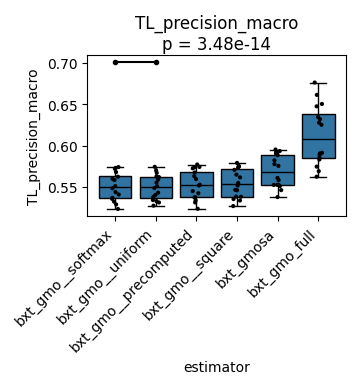 TL_precision_macro
p = 3.48e-14
TL_precision_macro
0.70
0.65
0.60
0.55
bxt_gmo__softmax
bxt_gmo__uniform
bxt_gmo__precomputed
bxt_gmo__square
bxt_gmosa
bxt_gmo_full
estimator